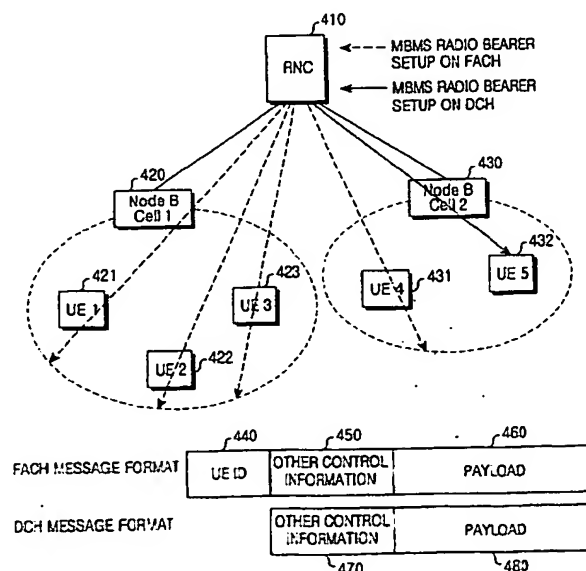 410
RNC
MBMS RADIO BEARER
SETUP ON FACH
MBMS RADIO BEARER
SETUP ON DCH
420
Node B
Cell 1
430
Node B
Cell 2
421
UE 1
423
UE 3
UE 2
422
UE 4
431
432
UE 5
440
450
460
FACH MESSAGE FORMAT
UE ID
OTHER CONTROL
INFORMATION
PAYLOAD
DCH MESSAGE FORMAT
OTHER CONTROL
INFORMATION
PAYLOAD
470
480